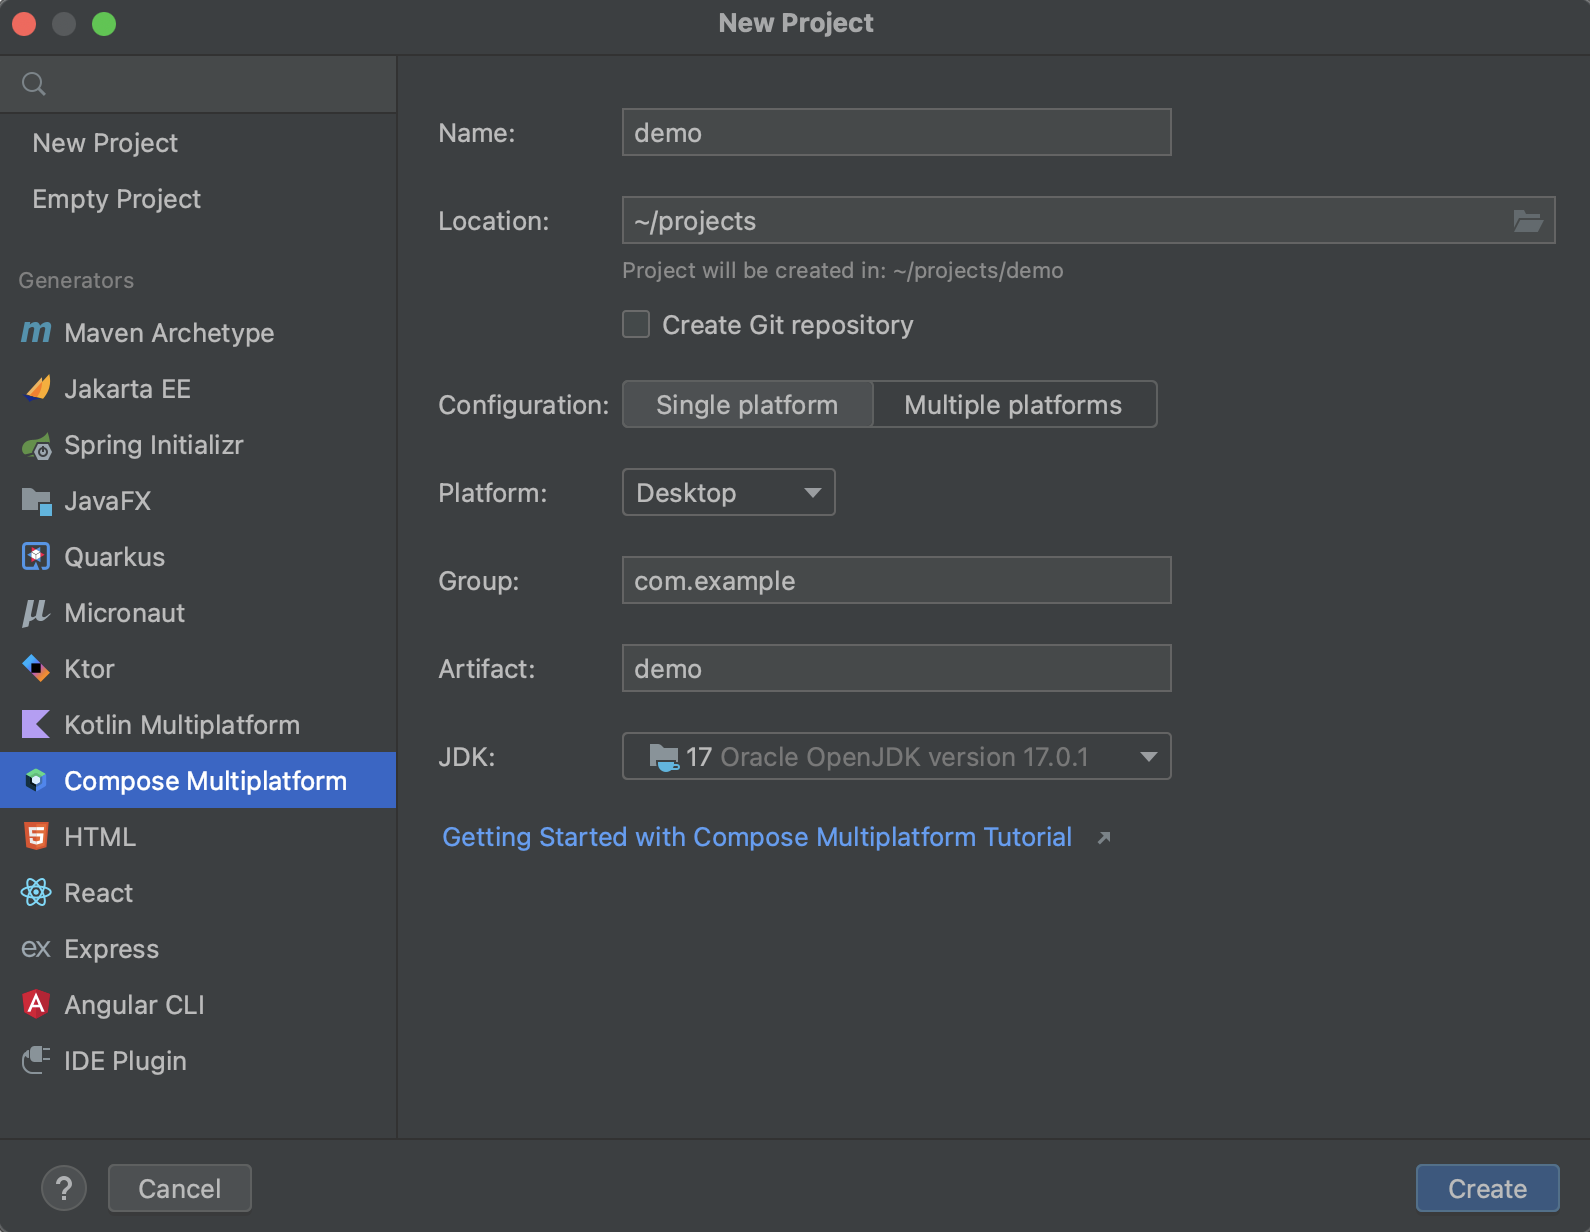 New Project
New Project
Empty Project
Generators
m Maven Archetype
Jakarta EE
Spring Initializr
JavaFX
Quarkus
μ Micronaut
Ktor
Kotlin Multiplatform
Compose Multiplatform
5 HTML
React
ex Express
A Angular CLI
IDE Plugin
Name: demo
Location: ~/projects
Project will be created in: ~/projects/demo
Create Git repository
Configuration: Single platform Multiple platforms
Platform: Desktop
Group: com.example
Artifact: demo
JDK: 17 Oracle OpenJDK version 17.0.1
Getting Started with Compose Multiplatform Tutorial
? Cancel Create